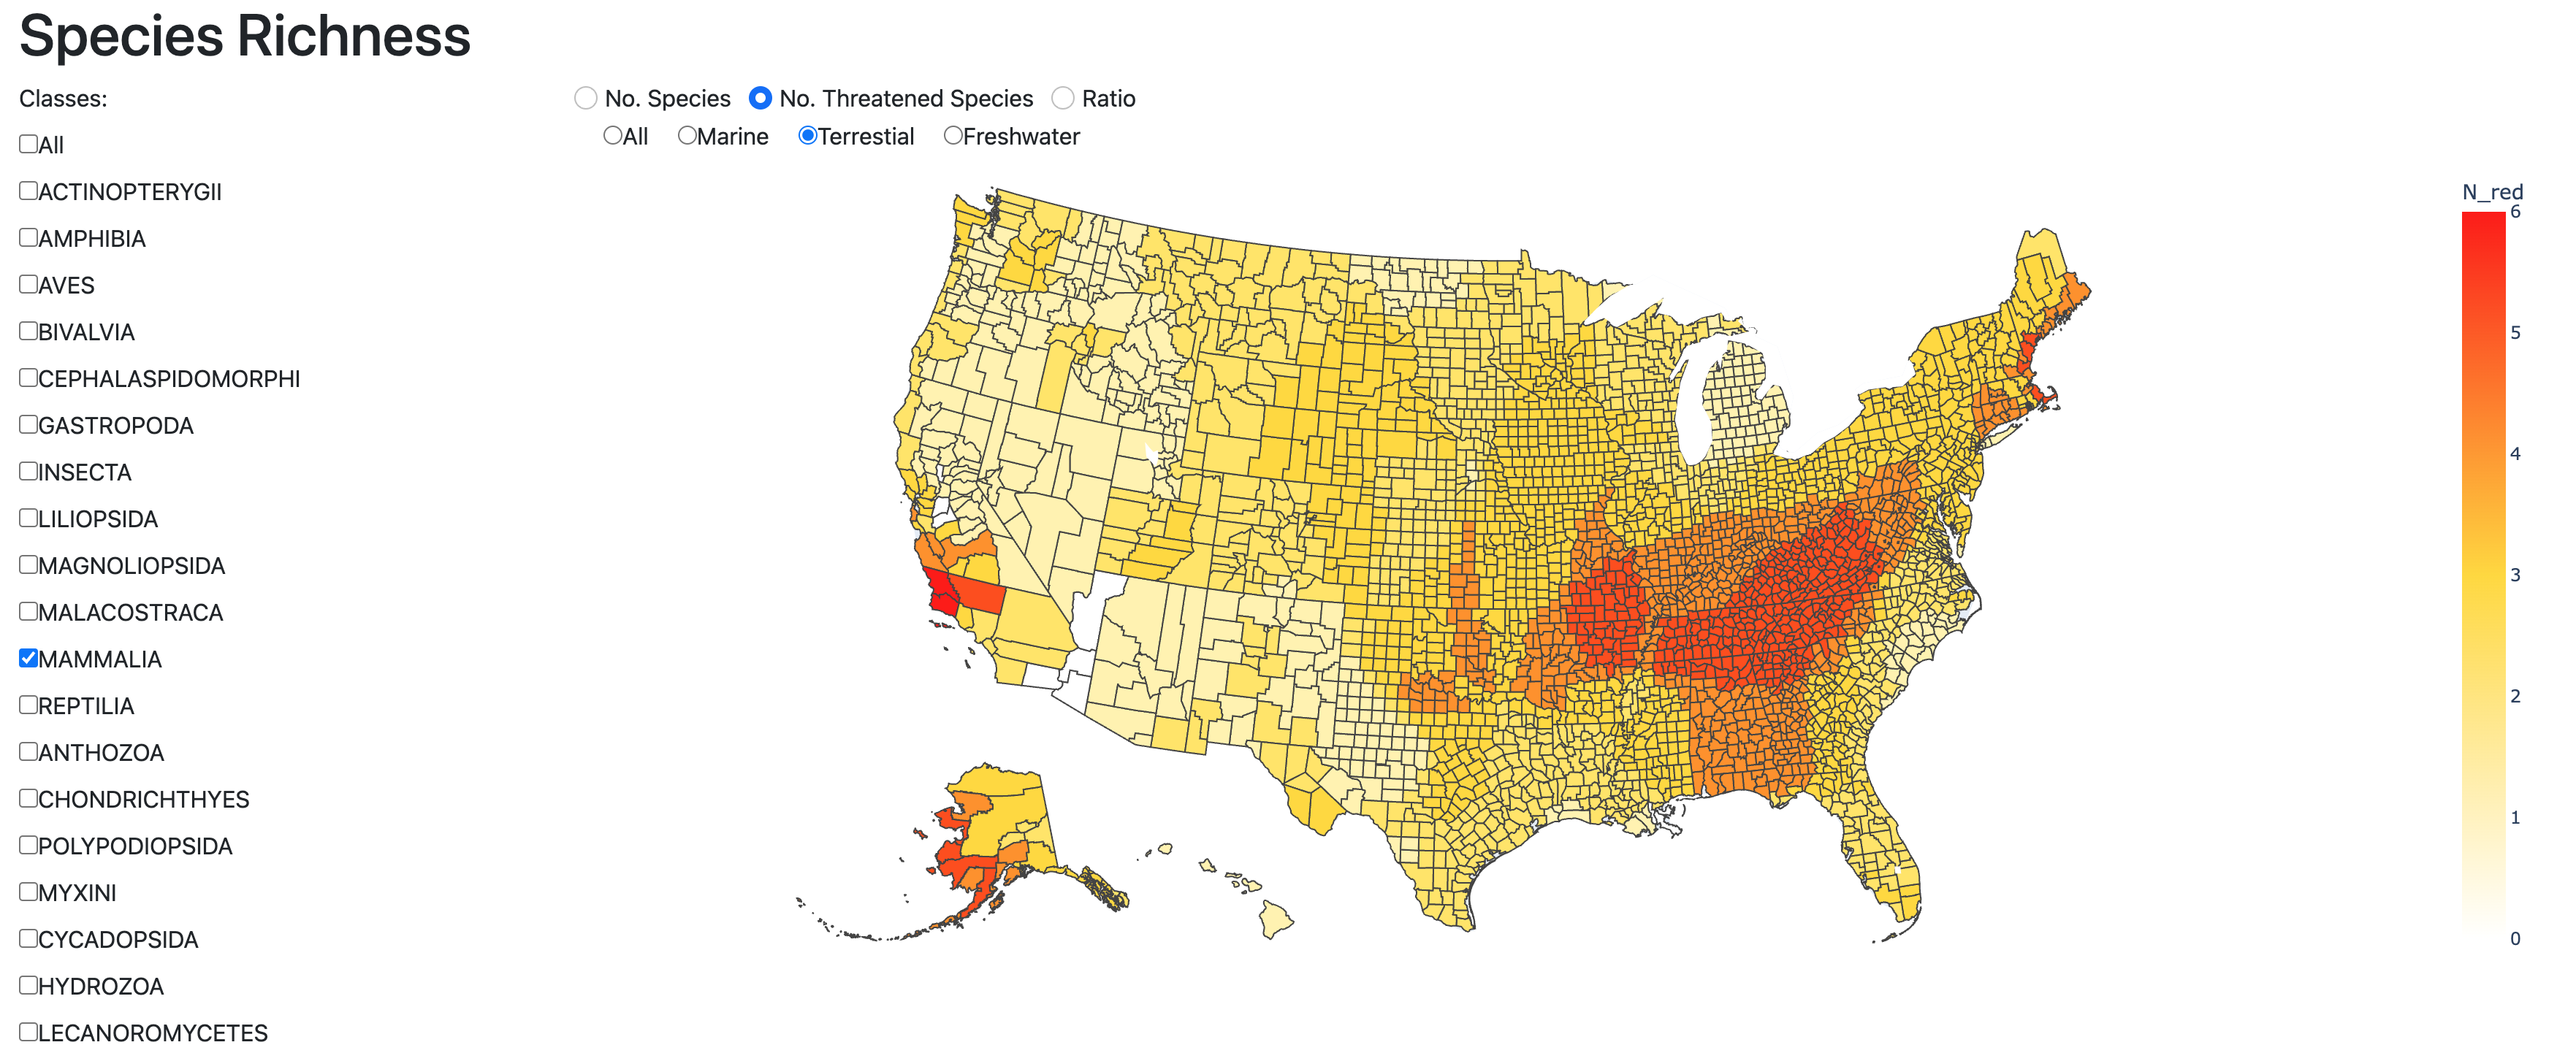 Species Richness
Classes:
No. Species No. Threatened Species Ratio
All Marine Terrestial Freshwater
All
ACTINOPTERYGII
AMPHIBIA
AVES
BIVALVIA
CEPHALASPIDOMORPHI
GASTROPODA
INSECTA
LILIOPSIDA
MAGNOLIOPSIDA
MALACOSTRACA
MAMMALIA
REPTILIA
ANTHOZOA
CHONDRICHTHYES
POLYPODIOPSIDA
MYXINI
CYCADOPSIDA
HYDROZOA
LECANOROMYCETES
N_red
6
5
4
3
2
1
0